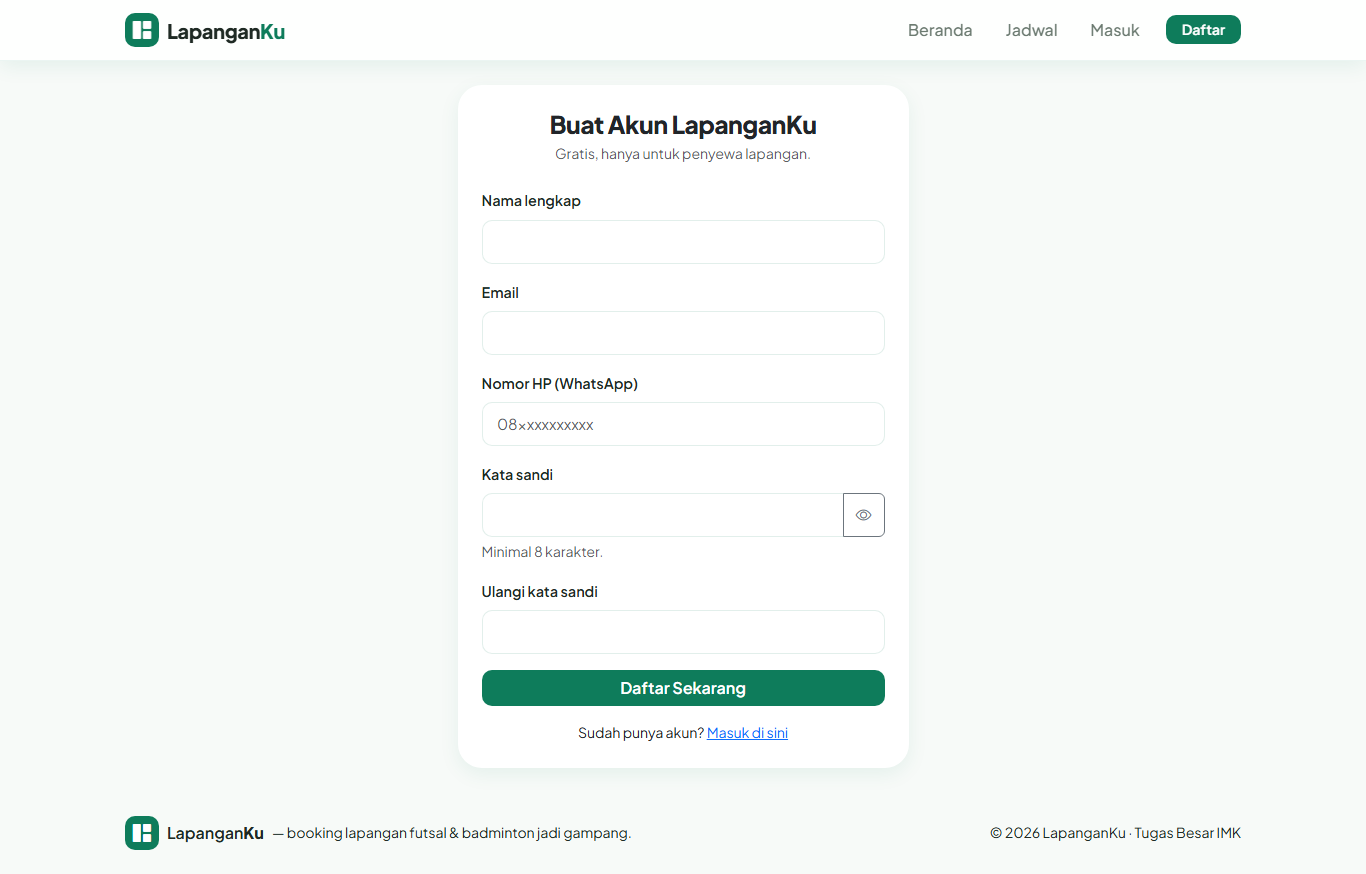 LapanganKu
Beranda Jadwal Masuk Daftar
Buat Akun LapanganKu
Gratis, hanya untuk penyewa lapangan.
Nama lengkap
Email
Nomor HP (WhatsApp)
08xxxxxxxxxx
Kata sandi
Minimal 8 karakter.
Ulangi kata sandi
Daftar Sekarang
Sudah punya akun? Masuk di sini
LapanganKu — booking lapangan futsal & badminton jadi gampang.
© 2026 LapanganKu · Tugas Besar IMK